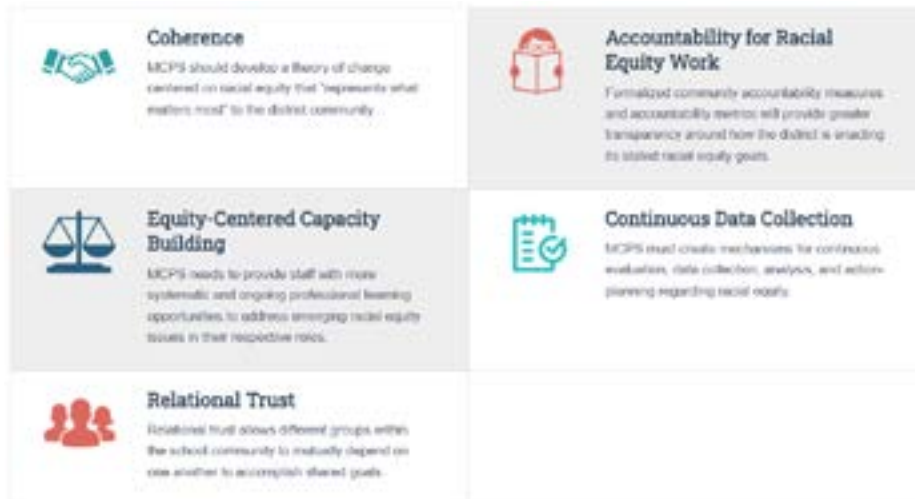 Coherence
MCPS should develop a theory of change
centered on racial equity that "represents what
matters most" to the district community.
Accountability for Racial
Equity Work
Formalized community accountability measures
and accountability metrics will provide greater
transparency around how the district is enacting
its stated racial equity goals.
Equity-Centered Capacity
Building
MCPS needs to provide staff with more
systematic and ongoing professional learning
opportunities to address emerging racial equity
issues in their respective roles.
Continuous Data Collection
MCPS must create mechanisms for continuous
evaluation, data collection, analysis, and action-
planning regarding racial equity.
Relational Trust
Relational trust allows different groups within
the school community to mutually depend on
one another to accomplish shared goals.